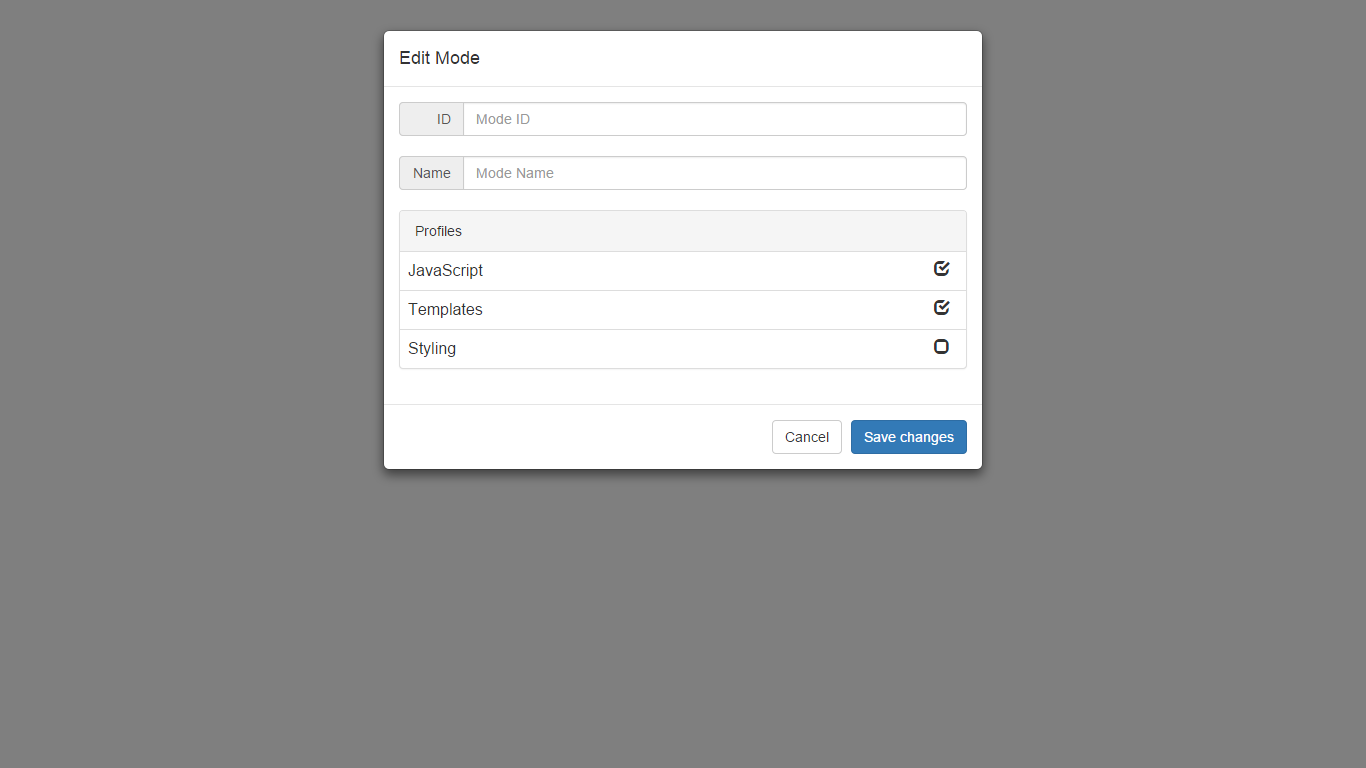 Edit Mode
ID Mode ID
Name Mode Name
Profiles
JavaScript
Templates
Styling
Cancel Save changes